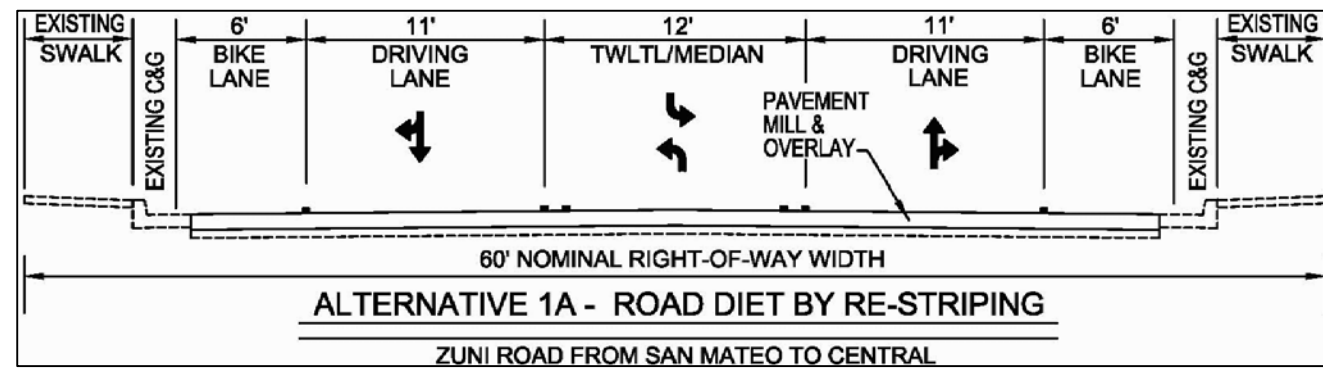 EXISTING
SWALK
EXISTING C&G
6'
BIKE
LANE
11'
DRIVING
LANE
12'
TWLTL/MEDIAN
PAVEMENT
MILL &
OVERLAY
11'
DRIVING
LANE
6'
BIKE
LANE
EXISTING C&G
EXISTING
SWALK
60' NOMINAL RIGHT-OF-WAY WIDTH
ALTERNATIVE 1A - ROAD DIET BY RE-STRIPING
ZUNI ROAD FROM SAN MATEO TO CENTRAL